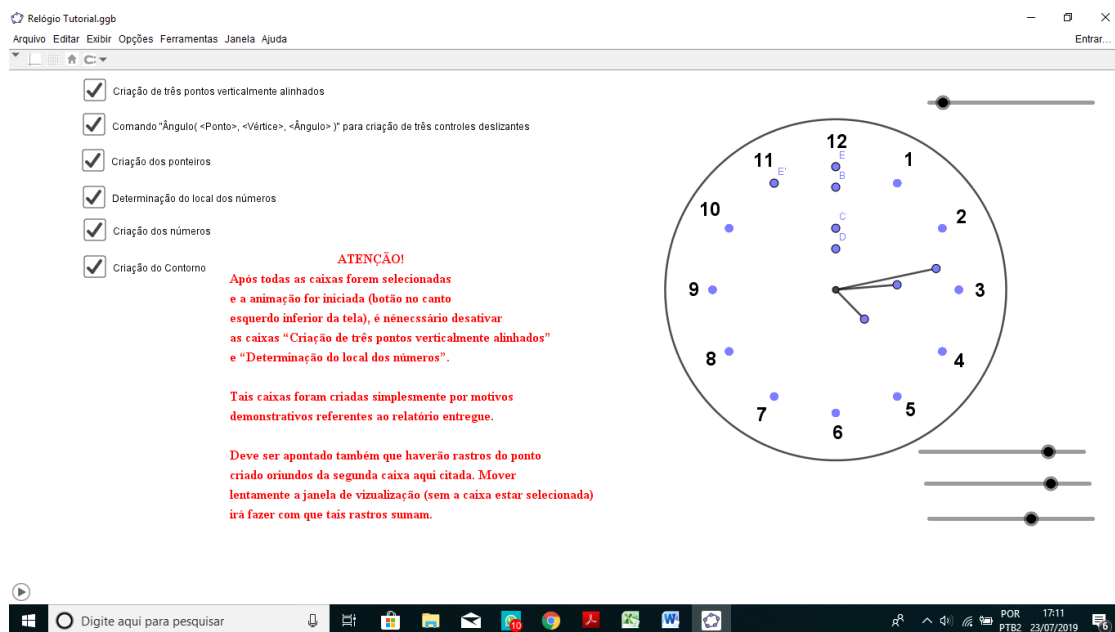 Relógio Tutorial.ggb
Arquivo Editar Exibir Opções Ferramentas Janela Ajuda
Entrar...
Criação de três pontos verticalmente alinhados
Comando "Ângulo( <Ponto>, <Vértice>, <Ângulo> )" para criação de três controles deslizantes
Criação dos ponteiros
Determinação do local dos números
Criação dos números
Criação do Contorno
ATENÇÃO!
Após todas as caixas forem selecionadas
e a animação for iniciada (botão no canto
esquerdo inferior da tela), é nénecssário desativar
as caixas “Criação de três pontos verticalmente alinhados”
e “Determinação do local dos números”.
Tais caixas foram criadas simplesmente por motivos
demonstrativos referentes ao relatório entregue.
Deve ser apontado também que haverão rastros do ponto
criado oriundos da segunda caixa aqui citada. Mover
lentamente a janela de vizualização (sem a caixa estar selecionada)
irá fazer com que tais rastros sumam.
12
11
E'
E
1
B
10
C
2
D
9
3
8
4
7
5
6
Digite aqui para pesquisar
10
POR
PTB2
17:11
23/07/2019
6